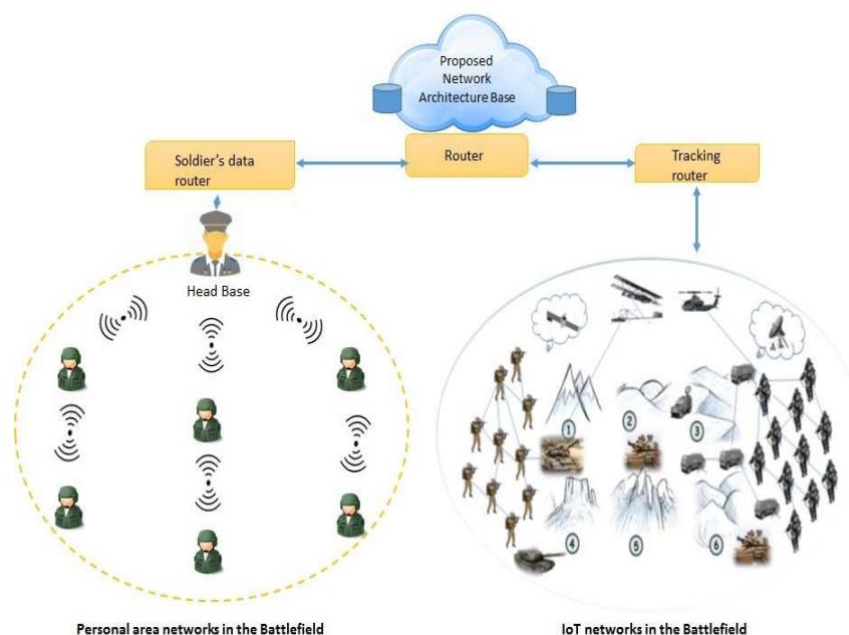 Proposed
Network
Architecture Base
Soldier's data
router
Router
Tracking
router
Head Base
1
2
3
4
5
6
Personal area networks in the Battlefield
IoT networks in the Battlefield